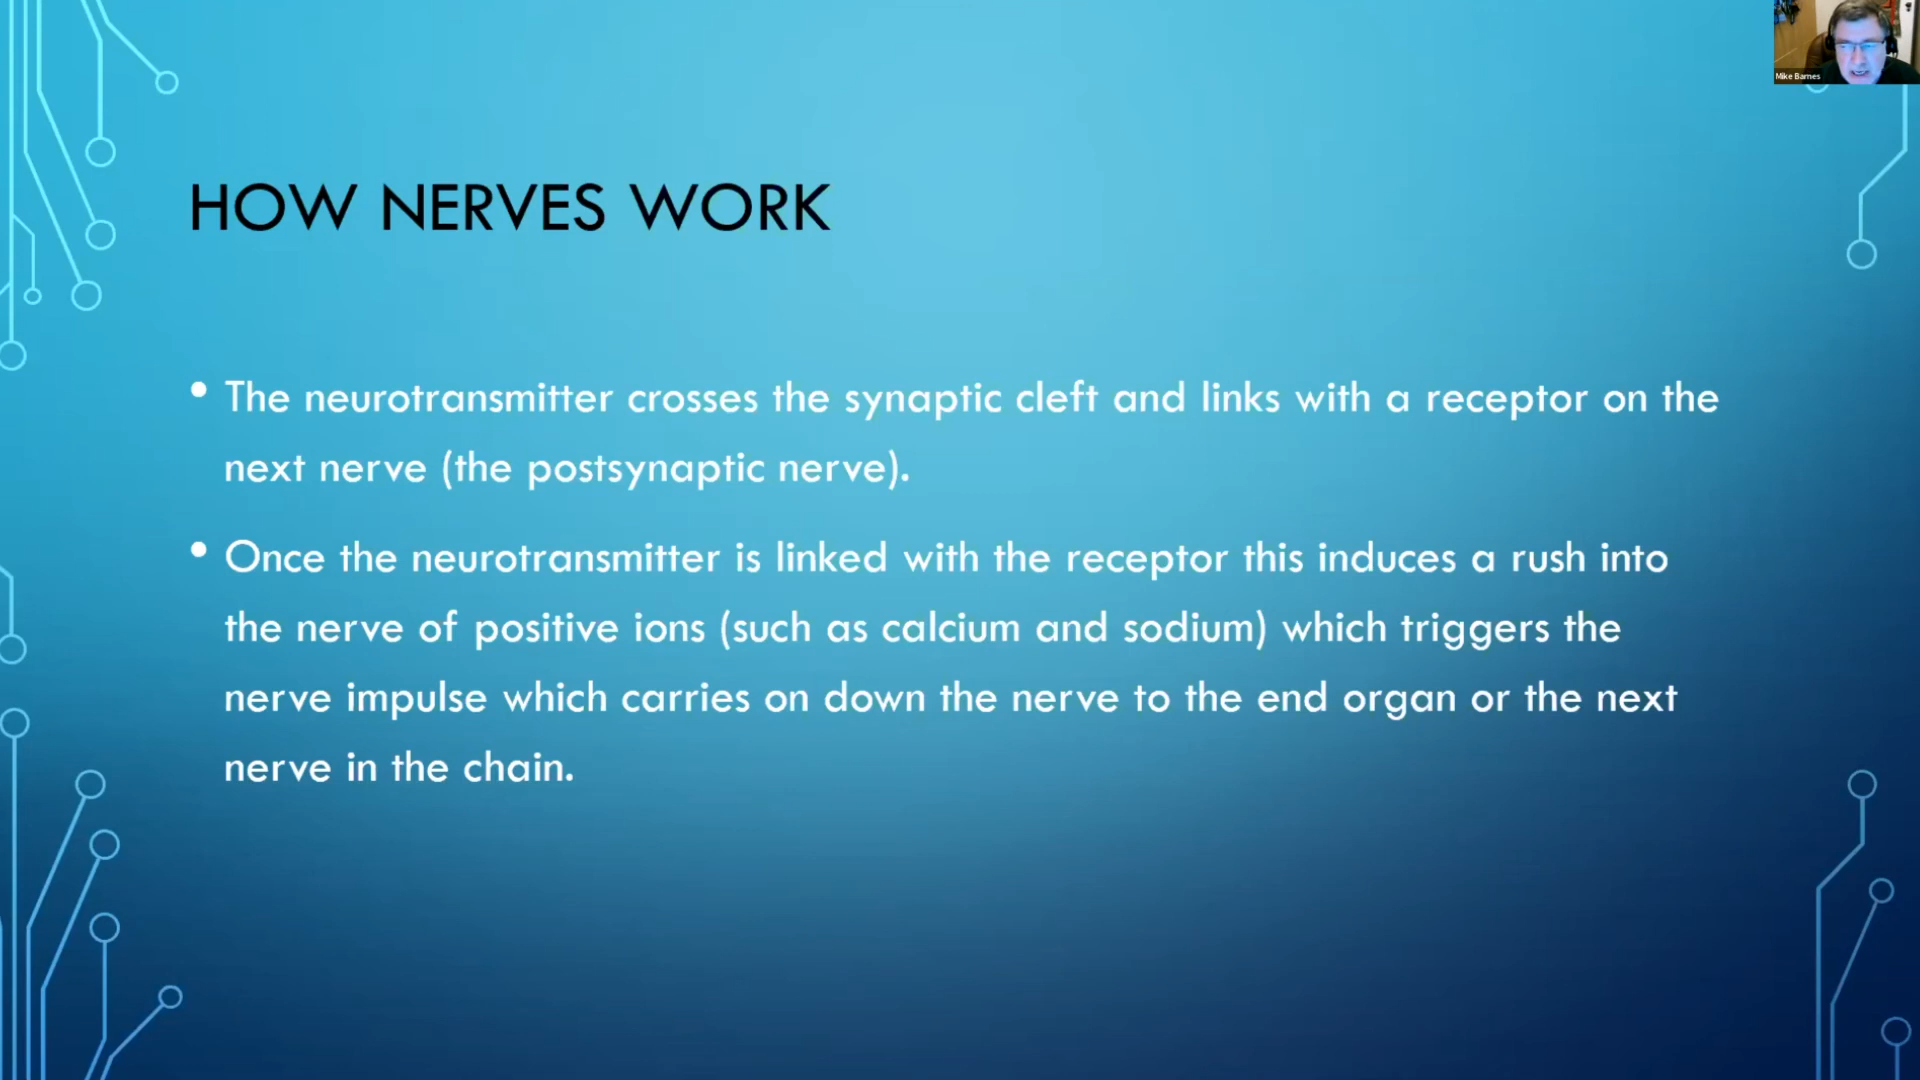 Mike Barnes
HOW NERVES WORK
• The neurotransmitter crosses the synaptic cleft and links with a receptor on the
next nerve (the postsynaptic nerve).
• Once the neurotransmitter is linked with the receptor this induces a rush into
the nerve of positive ions (such as calcium and sodium) which triggers the
nerve impulse which carries on down the nerve to the end organ or the next
nerve in the chain.